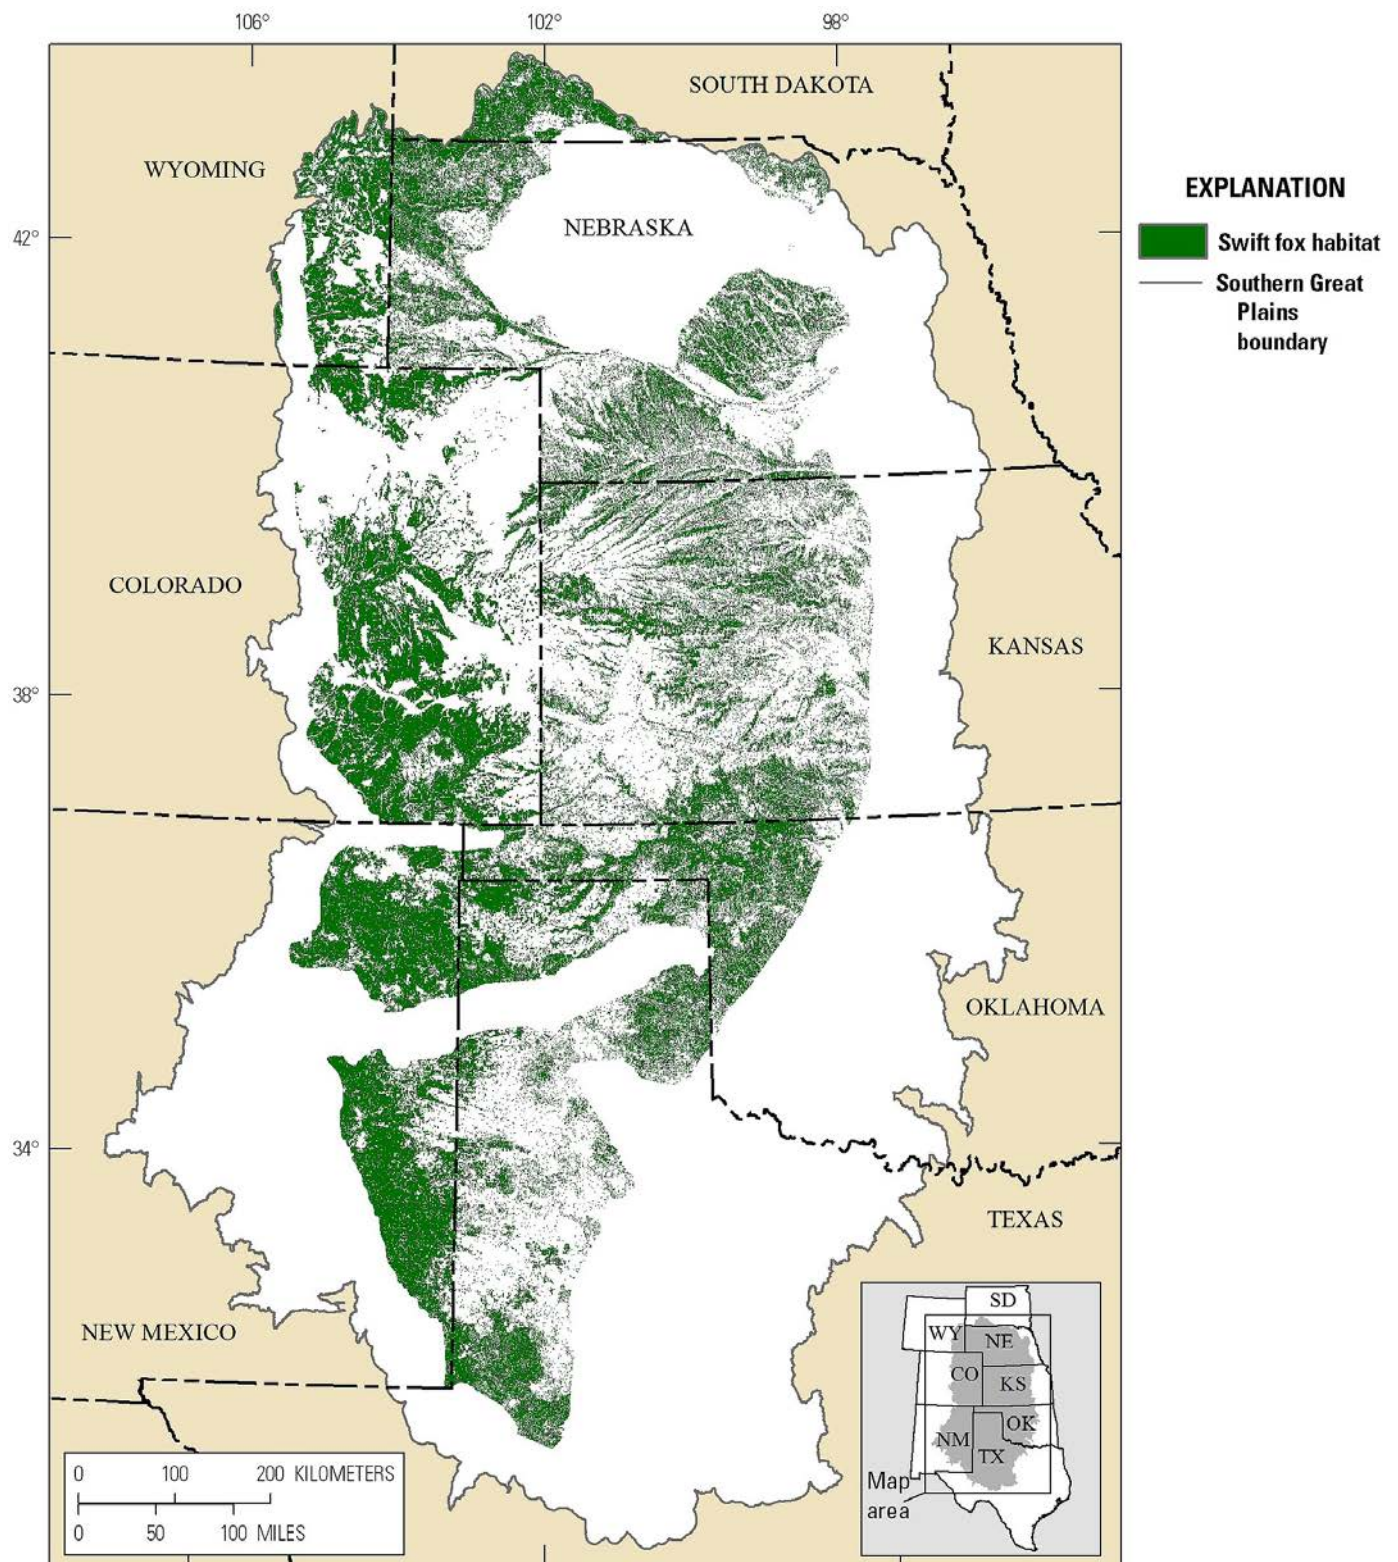 106°
102°
98°
SOUTH DAKOTA
WYOMING
EXPLANATION
NEBRASKA
42°
Swift fox habitat
Southern Great
Plains
boundary
COLORADO
KANSAS
38°
OKLAHOMA
34°
TEXAS
NEW MEXICO
SD
WY
NE
CO
KS
OK
NM
TX
Map
area
0 100 200 KILOMETERS
0 50 100 MILES